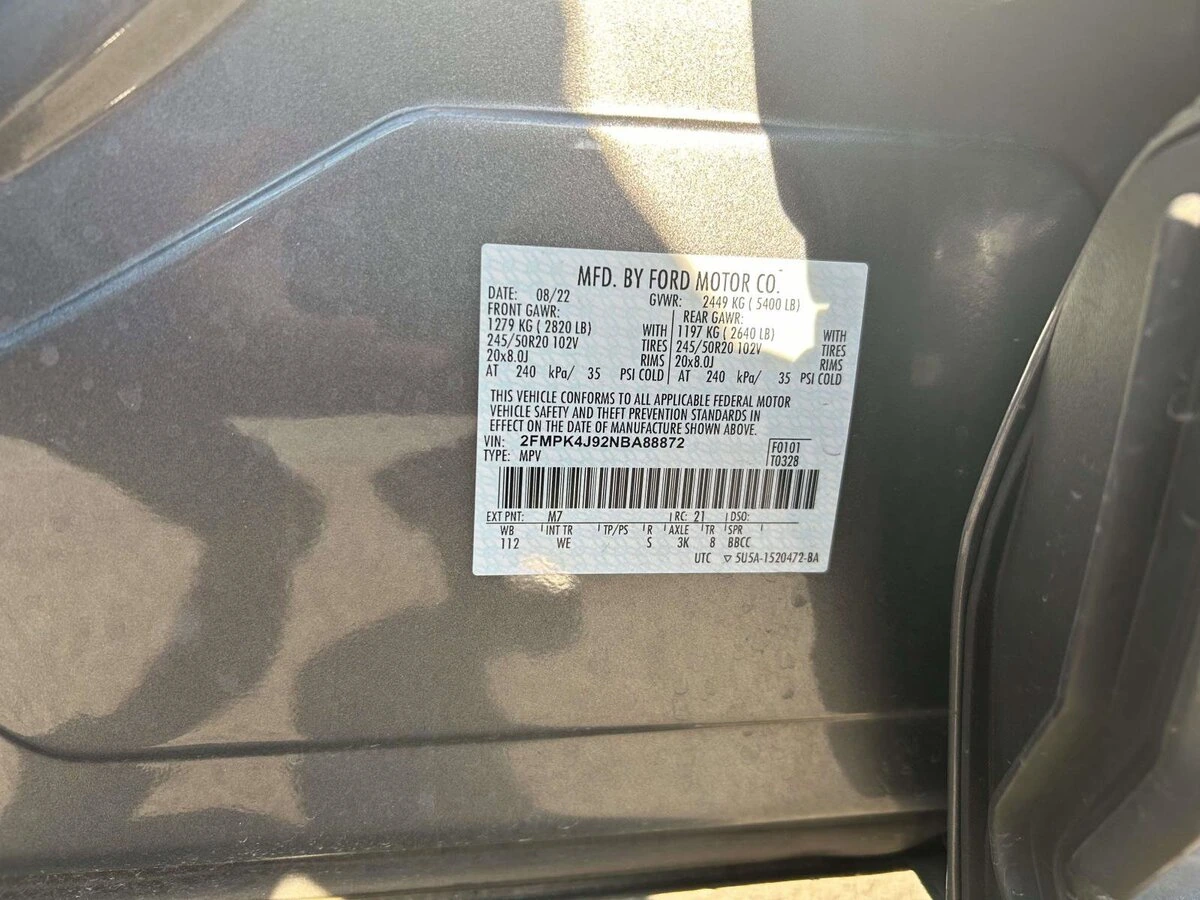 MFD. BY FORD MOTOR CO.
DATE: 08/22 GVWR: 2449 KG ( 5400 LB)
FRONT GAWR: REAR GAWR:
1279 KG ( 2820 LB) WITH 1197 KG ( 2640 LB) WITH
245/50R20 102V TIRES 245/50R20 102V TIRES
20x8.0J RIMS 20x8.0J RIMS
AT 240 kPa/ 35 PSI COLD AT 240 kPa/ 35 PSI COLD
THIS VEHICLE CONFORMS TO ALL APPLICABLE FEDERAL MOTOR
VEHICLE SAFETY AND THEFT PREVENTION STANDARDS IN
EFFECT ON THE DATE OF MANUFACTURE SHOWN ABOVE.
VIN: 2FMPK4J92NBA88872 F0101
TYPE: MPV T0328
EXT PNT: M7 RC: 21 DSO:
WB INT TR TP/PS R AXLE TR SPR
112 WE S 3K 8 BBCC
UTC ▽ 5U5A-1520472-BA